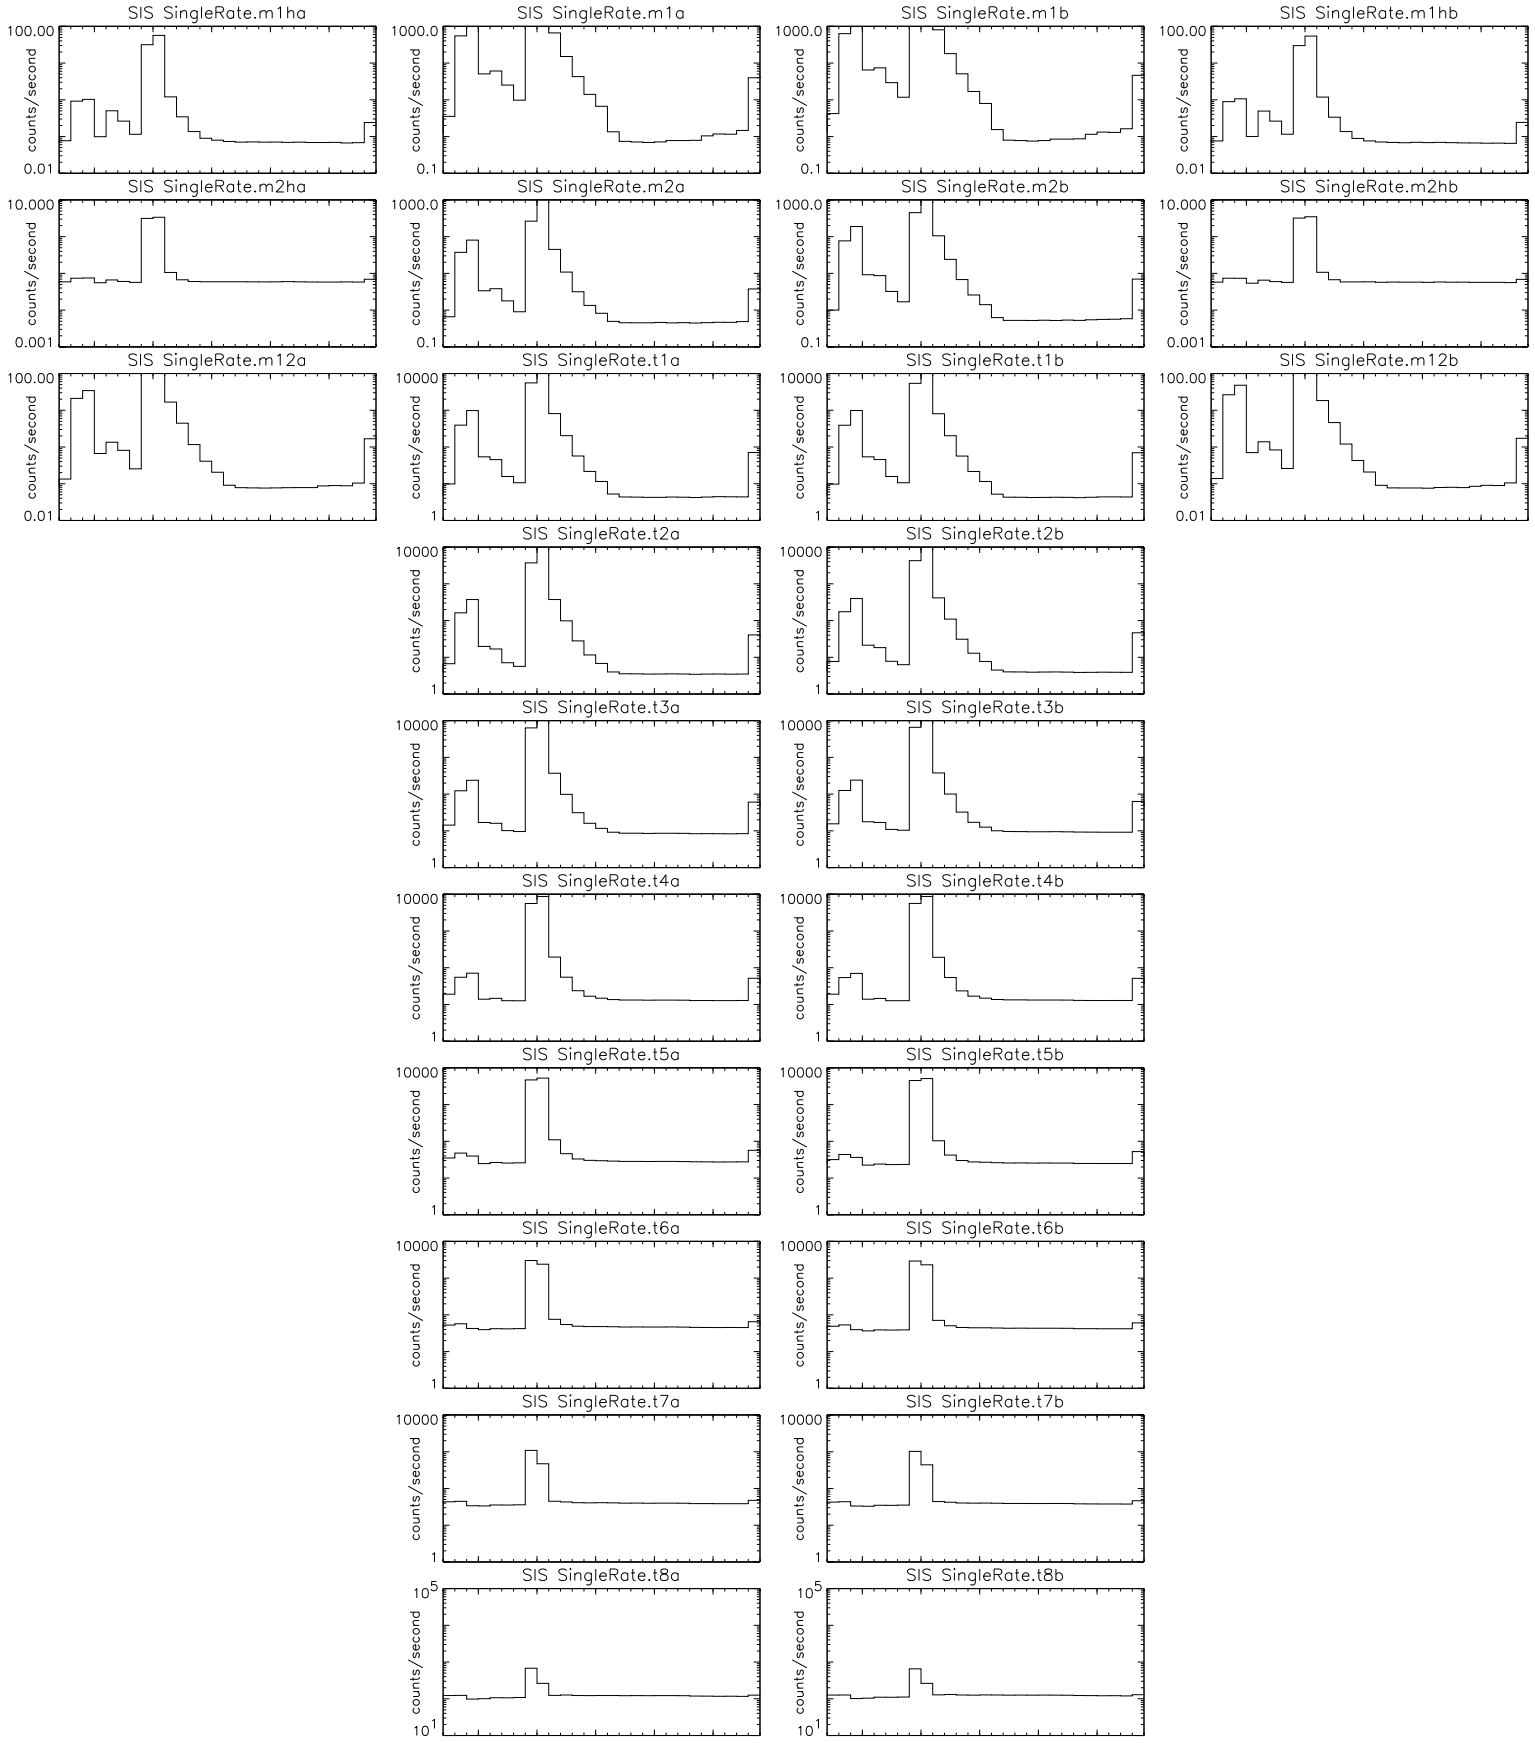 SIS SingleRate.m1ha
SIS SingleRate.m1a
SIS SingleRate.m1b
SIS SingleRate.m1hb
100.00
counts/second
0.01
1000.0
counts/second
0.1
1000.0
counts/second
0.1
100.00
counts/second
0.01
SIS SingleRate.m2ha
SIS SingleRate.m2a
SIS SingleRate.m2b
SIS SingleRate.m2hb
10.000
counts/second
0.001
1000.0
counts/second
0.1
1000.0
counts/second
0.1
10.000
counts/second
0.001
SIS SingleRate.m12a
SIS SingleRate.t1a
SIS SingleRate.t1b
SIS SingleRate.m12b
100.00
counts/second
0.01
10000
counts/second
1
10000
counts/second
1
100.00
counts/second
0.01
SIS SingleRate.t2a
SIS SingleRate.t2b
10000
counts/second
1
10000
counts/second
1
SIS SingleRate.t3a
SIS SingleRate.t3b
10000
counts/second
1
10000
counts/second
1
SIS SingleRate.t4a
SIS SingleRate.t4b
10000
counts/second
1
10000
counts/second
1
SIS SingleRate.t5a
SIS SingleRate.t5b
10000
counts/second
1
10000
counts/second
1
SIS SingleRate.t6a
SIS SingleRate.t6b
10000
counts/second
1
10000
counts/second
1
SIS SingleRate.t7a
SIS SingleRate.t7b
10000
counts/second
1
10000
counts/second
1
SIS SingleRate.t8a
SIS SingleRate.t8b
10⁵
counts/second
10¹
10⁵
counts/second
10¹